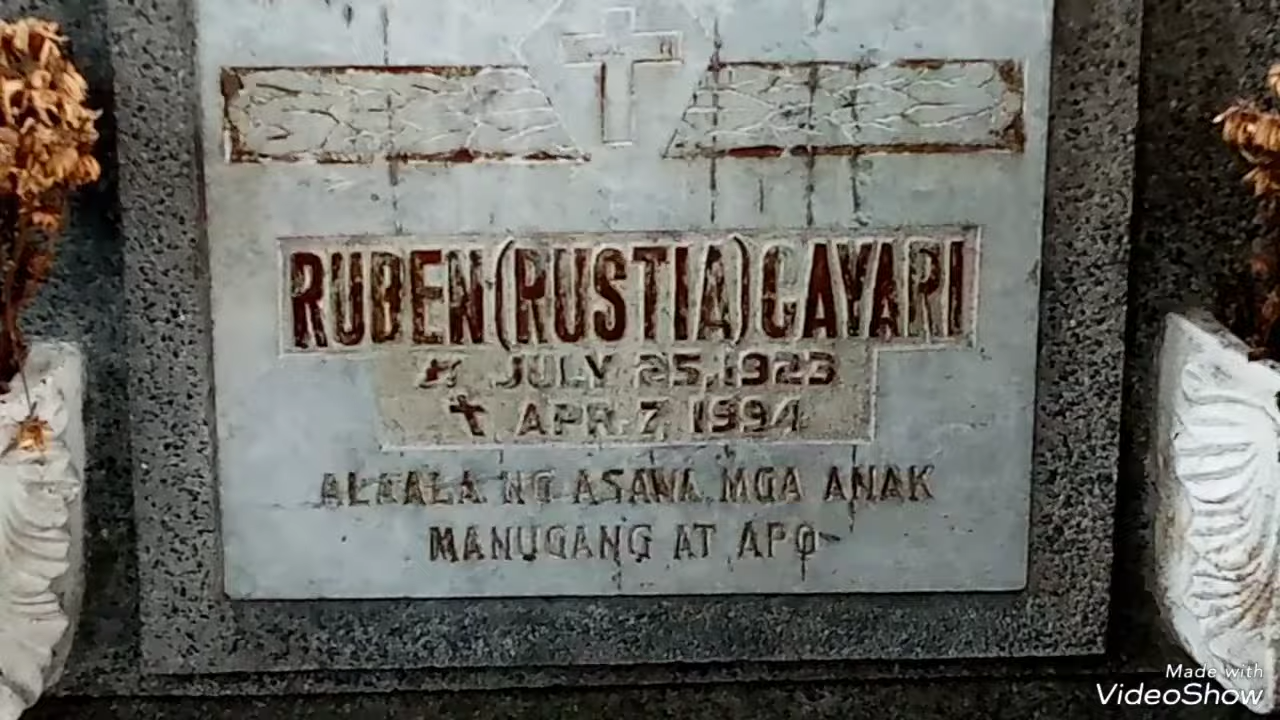 RUBEN (RUSTIA) GAYARI
JULY 25, 1923
APR. 7, 1994
ALAALA NG ASAWA MGA ANAK
MANUGANG AT APO
Made with
VideoShow